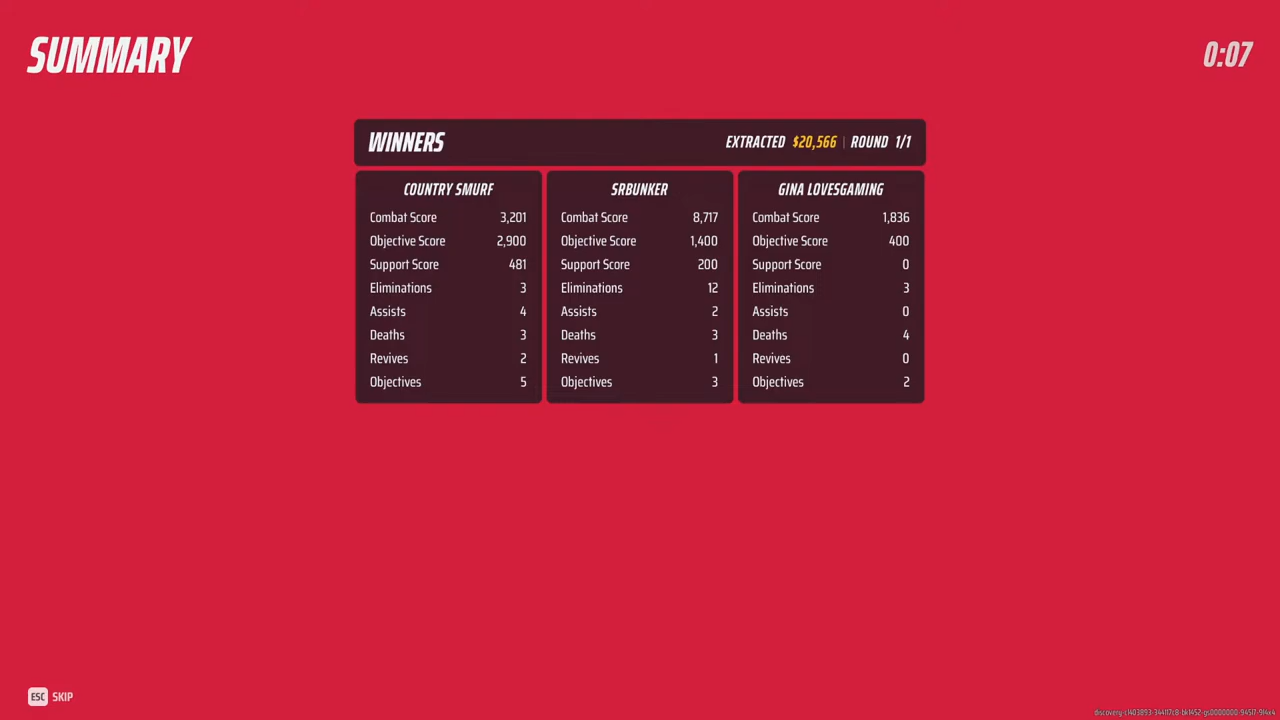 SUMMARY
0:07
WINNERS
EXTRACTED $20,566 | ROUND 1/1
COUNTRY SMURF
Combat Score 3,201
Objective Score 2,900
Support Score 481
Eliminations 3
Assists 4
Deaths 3
Revives 2
Objectives 5
SRBUNKER
Combat Score 8,717
Objective Score 1,400
Support Score 200
Eliminations 12
Assists 2
Deaths 3
Revives 1
Objectives 3
GINA LOVESGAMING
Combat Score 1,836
Objective Score 400
Support Score 0
Eliminations 3
Assists 0
Deaths 4
Revives 0
Objectives 2
ESC SKIP